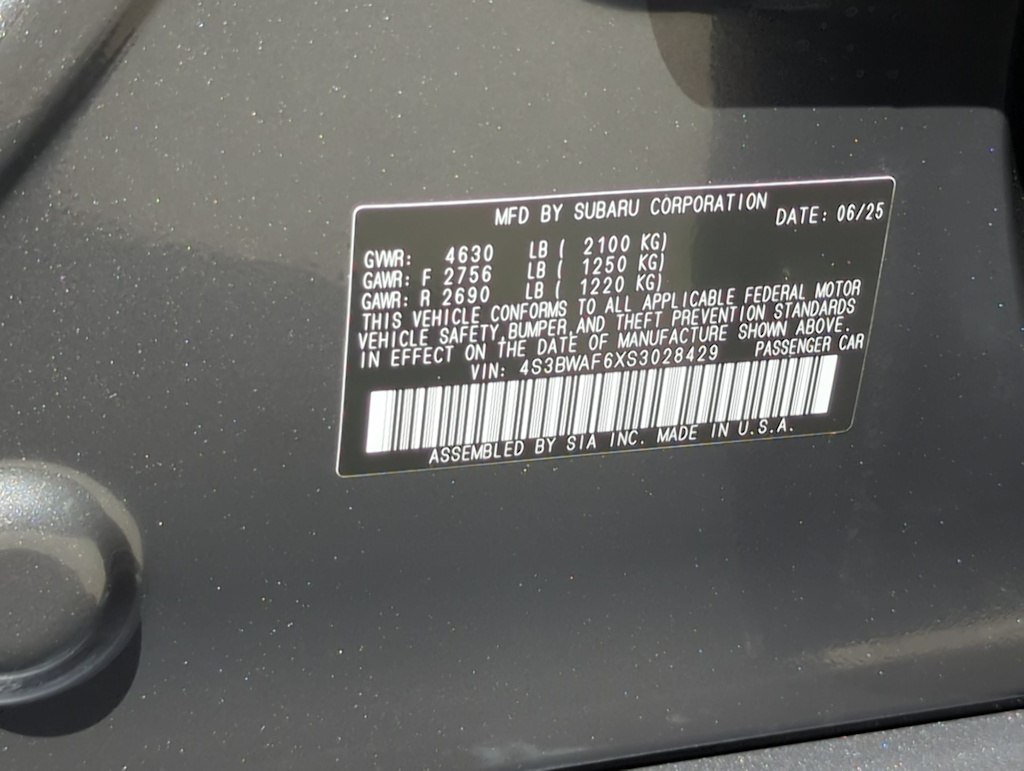 MFD BY SUBARU CORPORATION DATE: 06/25
GVWR: 4630 LB ( 2100 KG)
GAWR: F 2756 LB ( 1250 KG)
GAWR: R 2690 LB ( 1220 KG)
THIS VEHICLE CONFORMS TO ALL APPLICABLE FEDERAL MOTOR
VEHICLE SAFETY, BUMPER, AND THEFT PREVENTION STANDARDS
IN EFFECT ON THE DATE OF MANUFACTURE SHOWN ABOVE.
VIN: 4S3BWAF6XS3028429 PASSENGER CAR
ASSEMBLED BY SIA INC. MADE IN U.S.A.